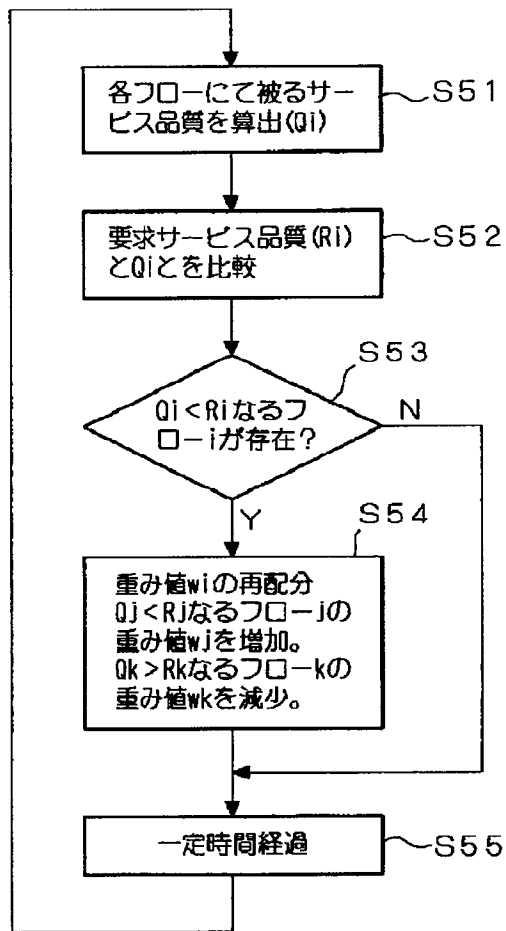 各フローにて被るサー
ビス品質を算出(Qi)
S51
要求サービス品質(Ri)
とQiとを比較
S52
S53
Qi<Riなるフ
ローiが存在?
N
Y
S54
重み値wiの再配分
Qj<Rjなるフローjの
重み値wjを増加。
Qk>Rkなるフローkの
重み値wkを減少。
一定時間経過
S55